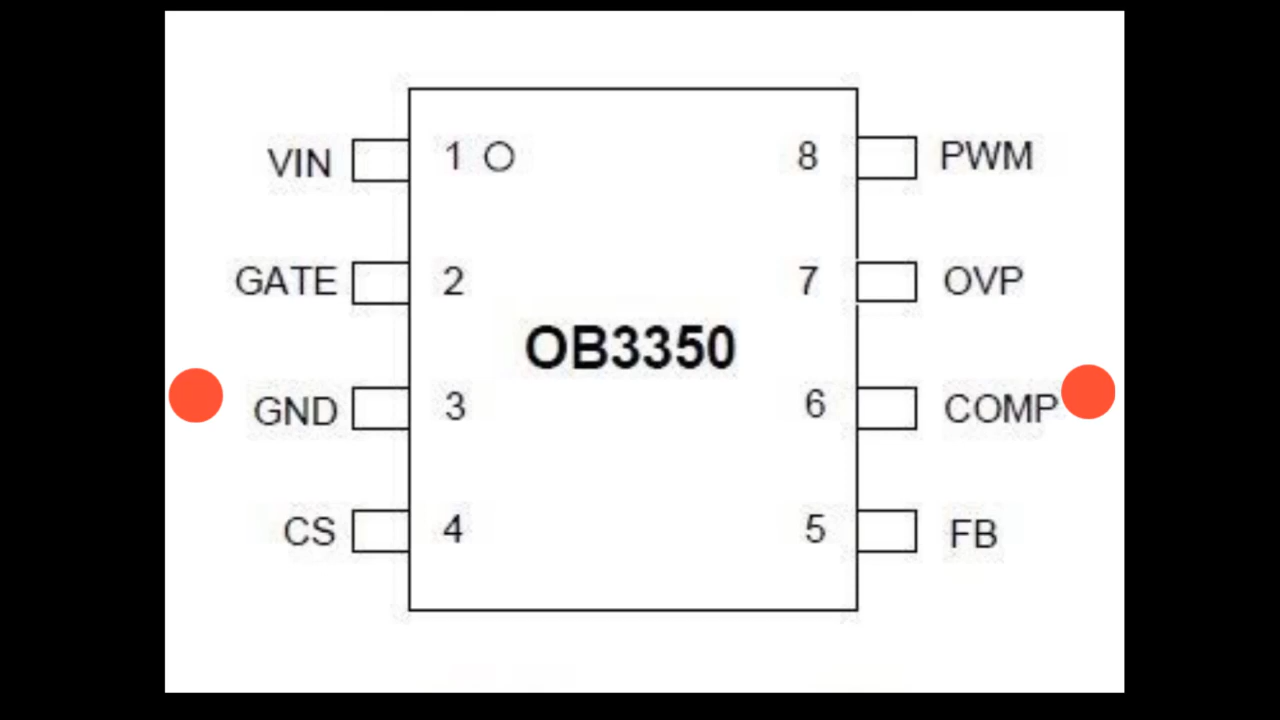 VIN 1 8 PWM
GATE 2 7 OVP
OB3350
GND 3 6 COMP
CS 4 5 FB